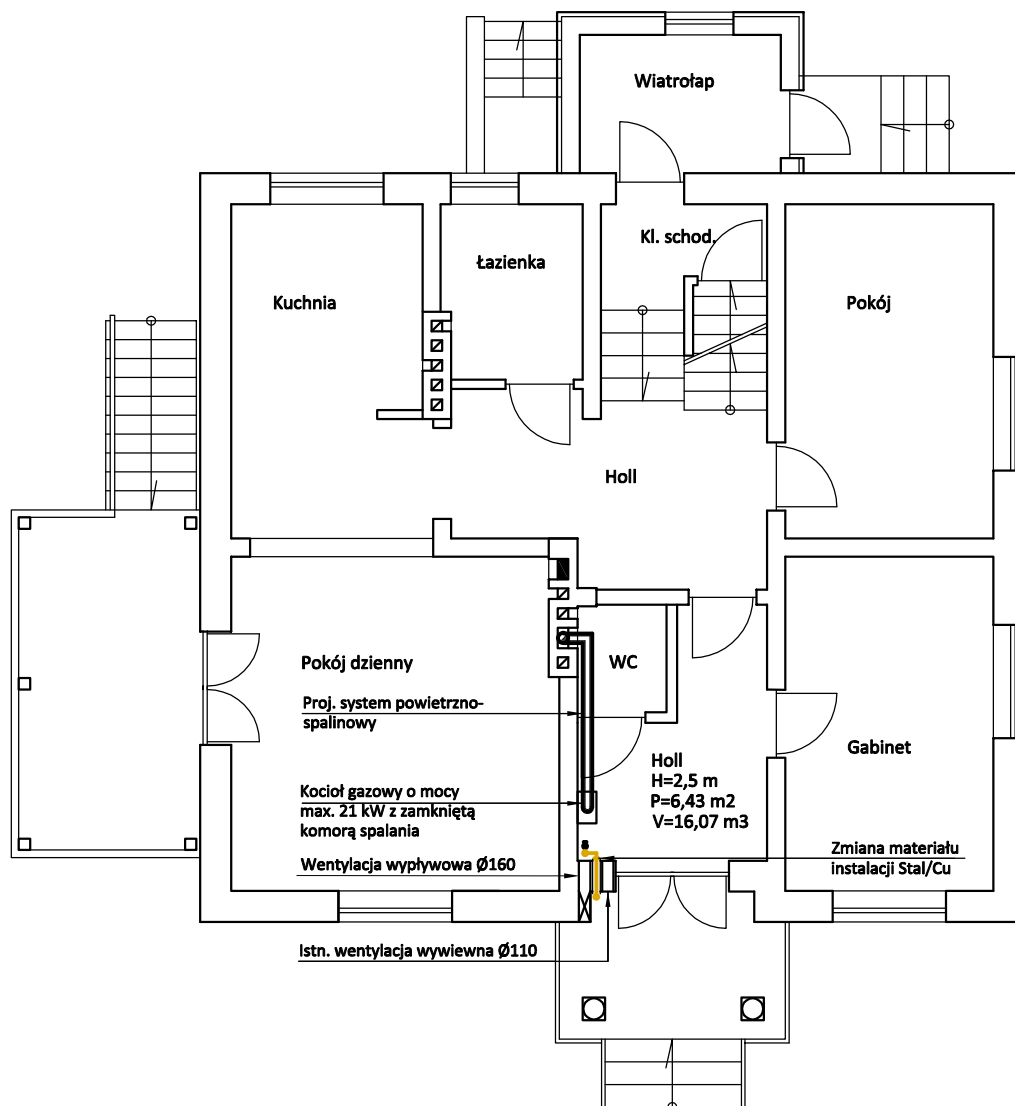 Wiatrołap
Kl. schod.
Łazienka
Kuchnia
Pokój
Holl
Pokój dzienny
WC
Proj. system powietrzno-
spalinowy
Gabinet
Holl
H=2,5 m
P=6,43 m2
V=16,07 m3
Kocioł gazowy o mocy
max. 21 kW z zamkniętą
komorą spalania
Zmiana materiału
instalacji Stal/Cu
Wentylacja wypływowa Ø160
Istn. wentylacja wywiewna Ø110